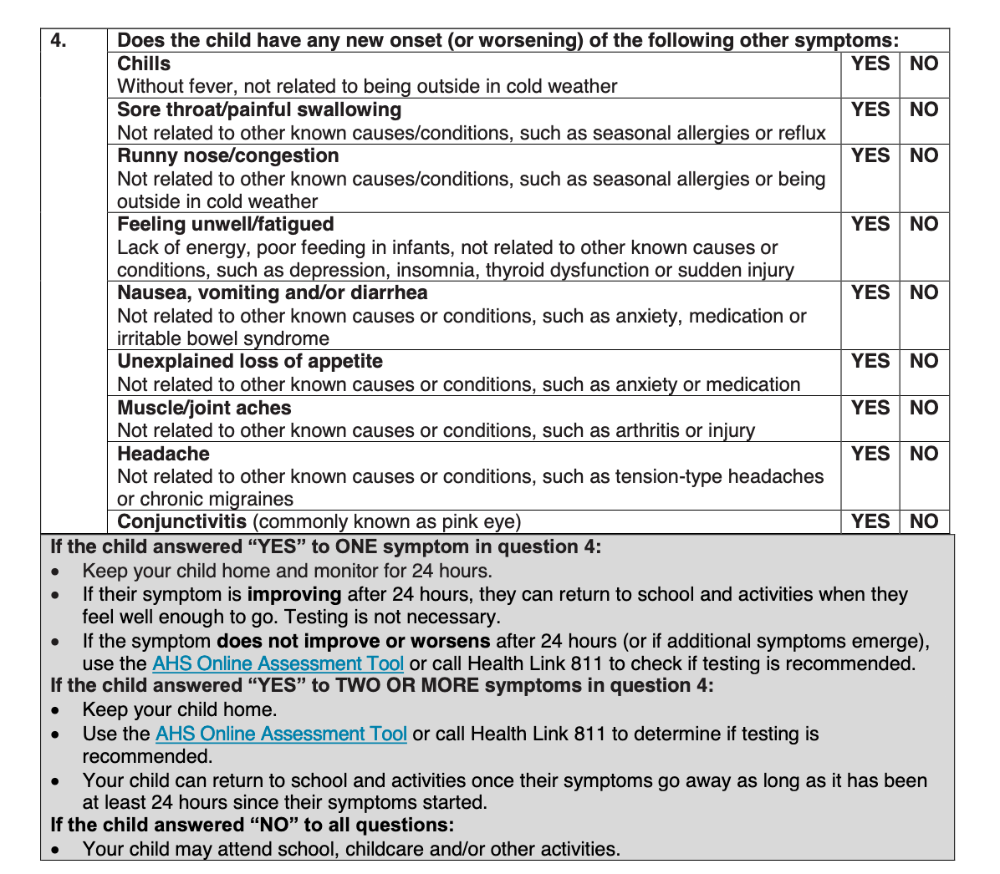 4. Does the child have any new onset (or worsening) of the following other symptoms:
Chills YES NO
Without fever, not related to being outside in cold weather
Sore throat/painful swallowing YES NO
Not related to other known causes/conditions, such as seasonal allergies or reflux
Runny nose/congestion YES NO
Not related to other known causes/conditions, such as seasonal allergies or being
outside in cold weather
Feeling unwell/fatigued YES NO
Lack of energy, poor feeding in infants, not related to other known causes or
conditions, such as depression, insomnia, thyroid dysfunction or sudden injury
Nausea, vomiting and/or diarrhea YES NO
Not related to other known causes or conditions, such as anxiety, medication or
irritable bowel syndrome
Unexplained loss of appetite YES NO
Not related to other known causes or conditions, such as anxiety or medication
Muscle/joint aches YES NO
Not related to other known causes or conditions, such as arthritis or injury
Headache YES NO
Not related to other known causes or conditions, such as tension-type headaches
or chronic migraines
Conjunctivitis (commonly known as pink eye) YES NO
If the child answered “YES” to ONE symptom in question 4:
• Keep your child home and monitor for 24 hours.
• If their symptom is improving after 24 hours, they can return to school and activities when they
feel well enough to go. Testing is not necessary.
• If the symptom does not improve or worsens after 24 hours (or if additional symptoms emerge),
use the AHS Online Assessment Tool or call Health Link 811 to check if testing is recommended.
If the child answered “YES” to TWO OR MORE symptoms in question 4:
• Keep your child home.
• Use the AHS Online Assessment Tool or call Health Link 811 to determine if testing is
recommended.
• Your child can return to school and activities once their symptoms go away as long as it has been
at least 24 hours since their symptoms started.
If the child answered “NO” to all questions:
• Your child may attend school, childcare and/or other activities.